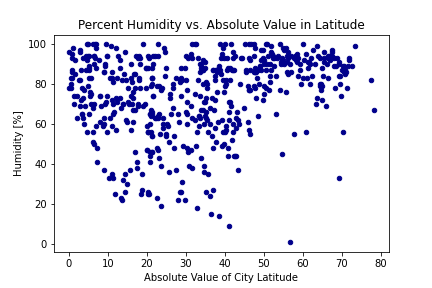 Percent Humidity vs. Absolute Value in Latitude
100
80
60
40
20
0
Humidity [%]
0 10 20 30 40 50 60 70 80
Absolute Value of City Latitude